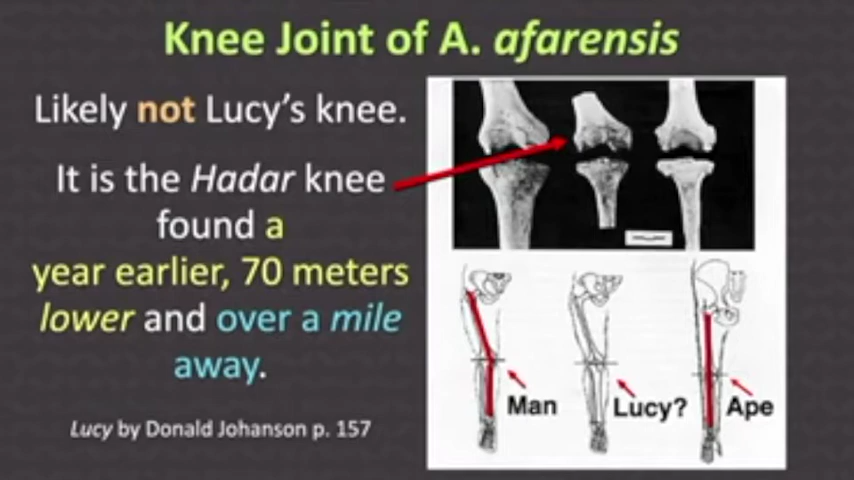 Knee Joint of A. afarensis
Likely not Lucy's knee.
It is the Hadar knee
found a
year earlier, 70 meters
lower and over a mile
away.
Lucy by Donald Johanson p. 157
Man
Lucy?
Ape